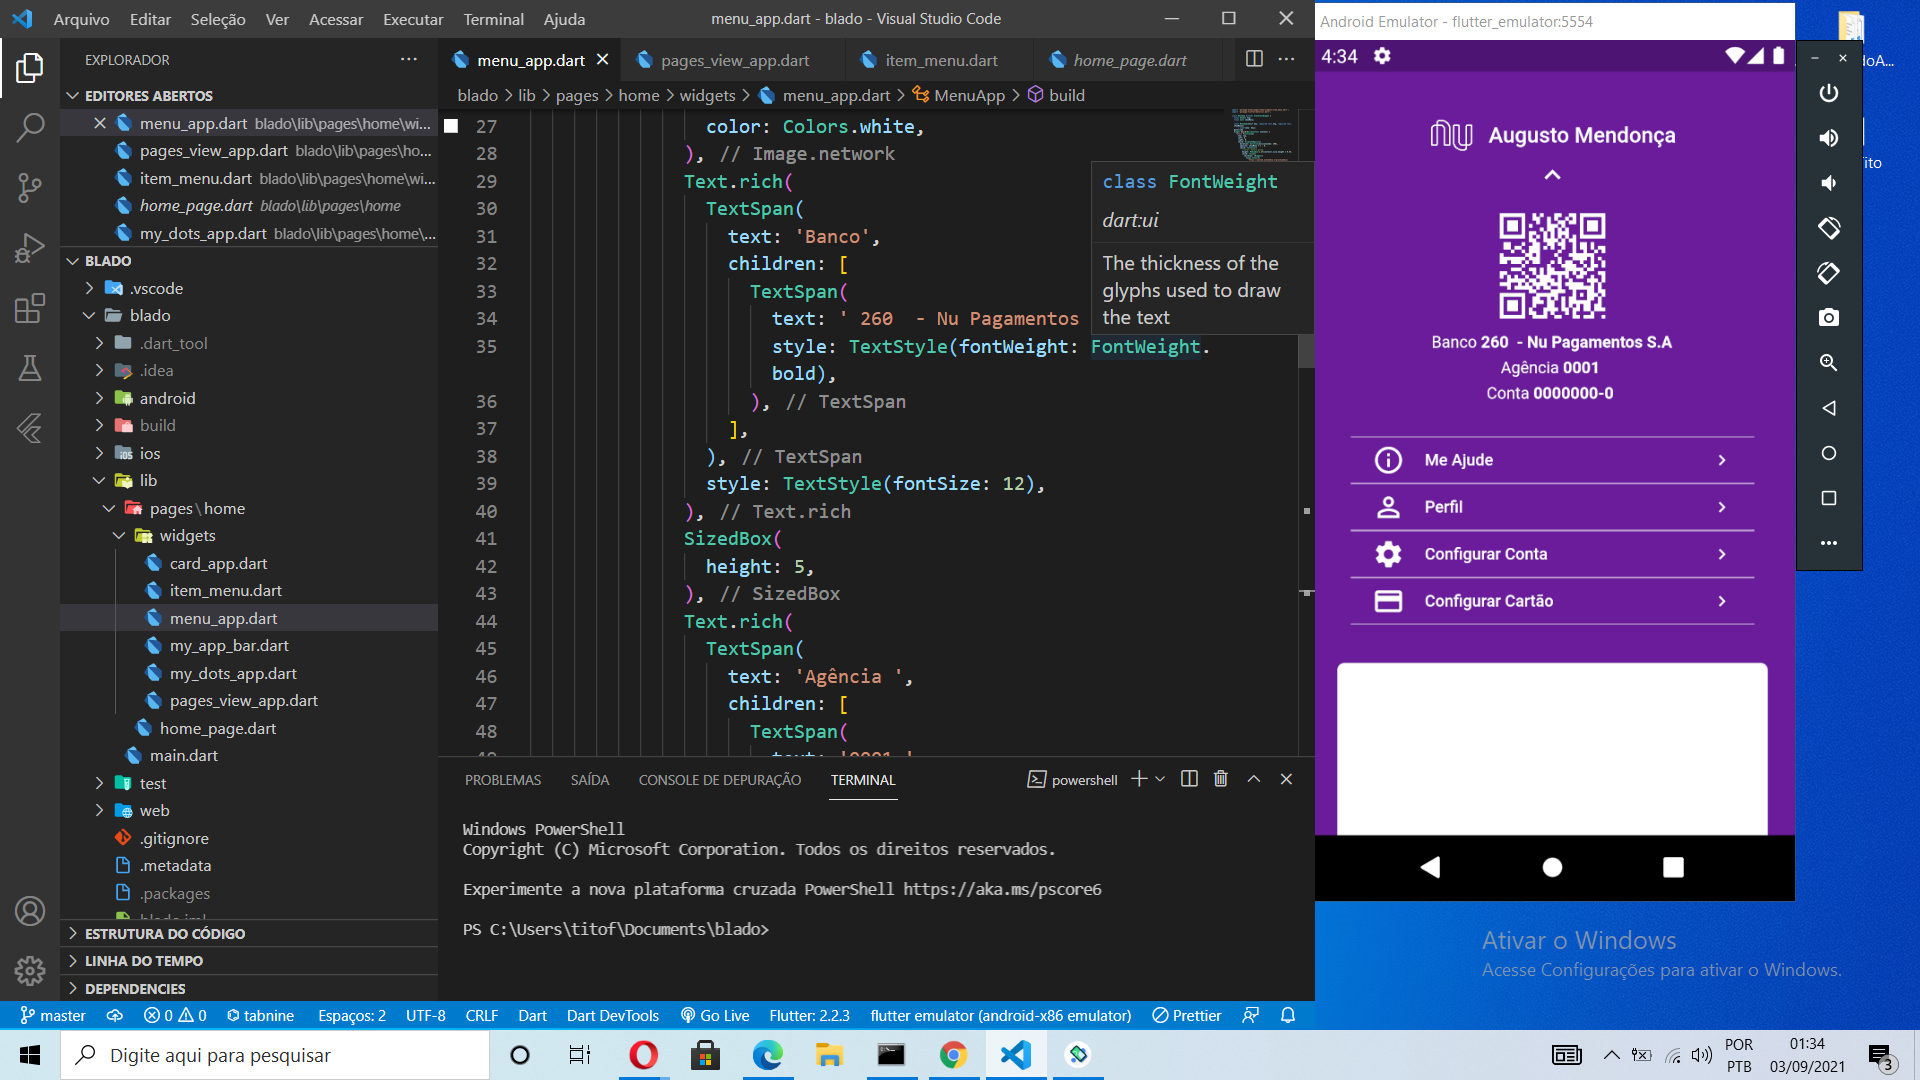 Arquivo Editar Seleção Ver Acessar Executar Terminal Ajuda
menu_app.dart - blado - Visual Studio Code
EXPLORADOR
EDITORES ABERTOS
menu_app.dart blado\lib\pages\home\wi...
pages_view_app.dart blado\lib\pages\ho...
item_menu.dart blado\lib\pages\home\wi...
home_page.dart blado\lib\pages\home
my_dots_app.dart blado\lib\pages\home\...
BLADO
.vscode
blado
.dart_tool
.idea
android
build
ios
lib
pages\home
widgets
card_app.dart
item_menu.dart
menu_app.dart
my_app_bar.dart
my_dots_app.dart
pages_view_app.dart
home_page.dart
main.dart
test
web
.gitignore
.metadata
.packages
ESTRUTURA DO CÓDIGO
LINHA DO TEMPO
DEPENDENCIES
menu_app.dart pages_view_app.dart item_menu.dart home_page.dart
blado > lib > pages > home > widgets > menu_app.dart > MenuApp > build
27 color: Colors.white,
28 ), // Image.network
29 Text.rich(
30 TextSpan(
31 text: 'Banco',
32 children: [
33 TextSpan(
34 text: ' 260  - Nu Pagamentos
35 style: TextStyle(fontWeight: FontWeight.
bold),
36 ), // TextSpan
37 ],
38 ), // TextSpan
39 style: TextStyle(fontSize: 12),
40 ), // Text.rich
41 SizedBox(
42 height: 5,
43 ), // SizedBox
44 Text.rich(
45 TextSpan(
46 text: 'Agência ',
47 children: [
48 TextSpan(
class FontWeight
dart:ui
The thickness of the
glyphs used to draw
the text
PROBLEMAS SAÍDA CONSOLE DE DEPURAÇÃO TERMINAL powershell
Windows PowerShell
Copyright (C) Microsoft Corporation. Todos os direitos reservados.
Experimente a nova plataforma cruzada PowerShell https://aka.ms/pscore6
PS C:\Users\titof\Documents\blado>
master 0 0 tabnine Espaços: 2 UTF-8 CRLF Dart Dart DevTools Go Live Flutter: 2.2.3 flutter emulator (android-x86 emulator) Prettier
Android Emulator - flutter_emulator:5554
4:34
Augusto Mendonça
Banco 260  - Nu Pagamentos S.A
Agência 0001
Conta 0000000-0
Me Ajude
Perfil
Configurar Conta
Configurar Cartão
Ativar o Windows
Acesse Configurações para ativar o Windows.
Digite aqui para pesquisar
POR
PTB
01:34
03/09/2021
3